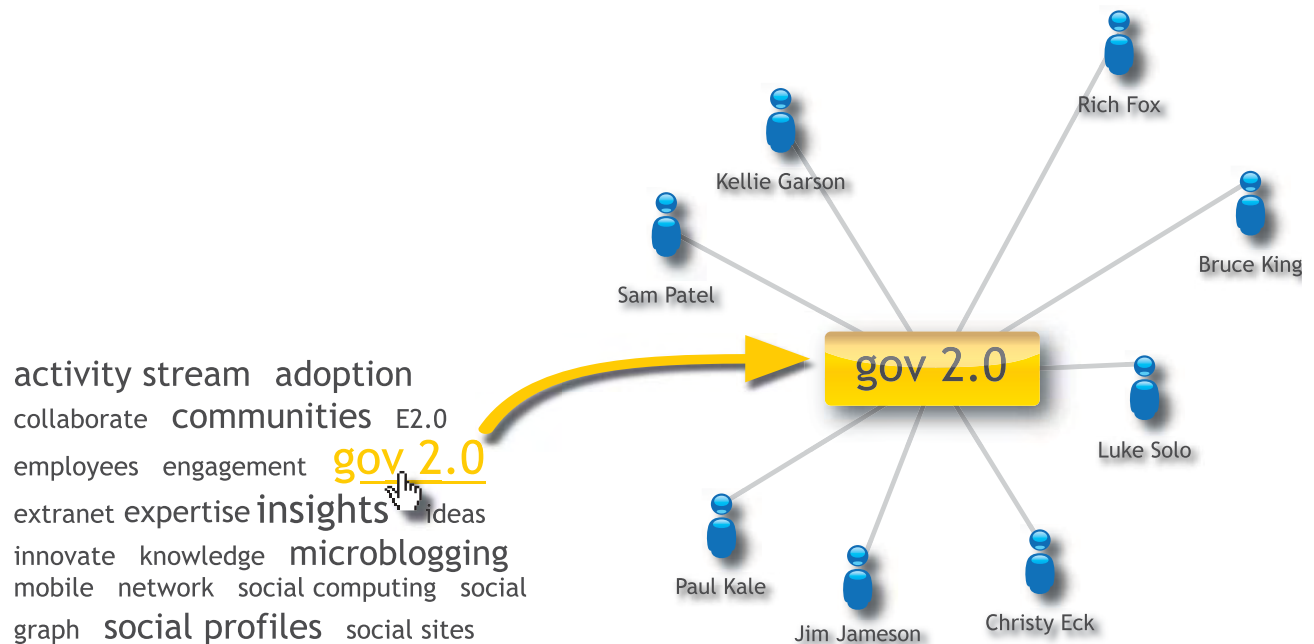 Rich Fox
Kellie Garson
Bruce King
Sam Patel
gov 2.0
activity stream adoption
collaborate communities E2.0
employees engagement gov 2.0
extranet expertise insights ideas
innovate knowledge microblogging
mobile network social computing social
graph social profiles social sites
Luke Solo
Paul Kale
Christy Eck
Jim Jameson